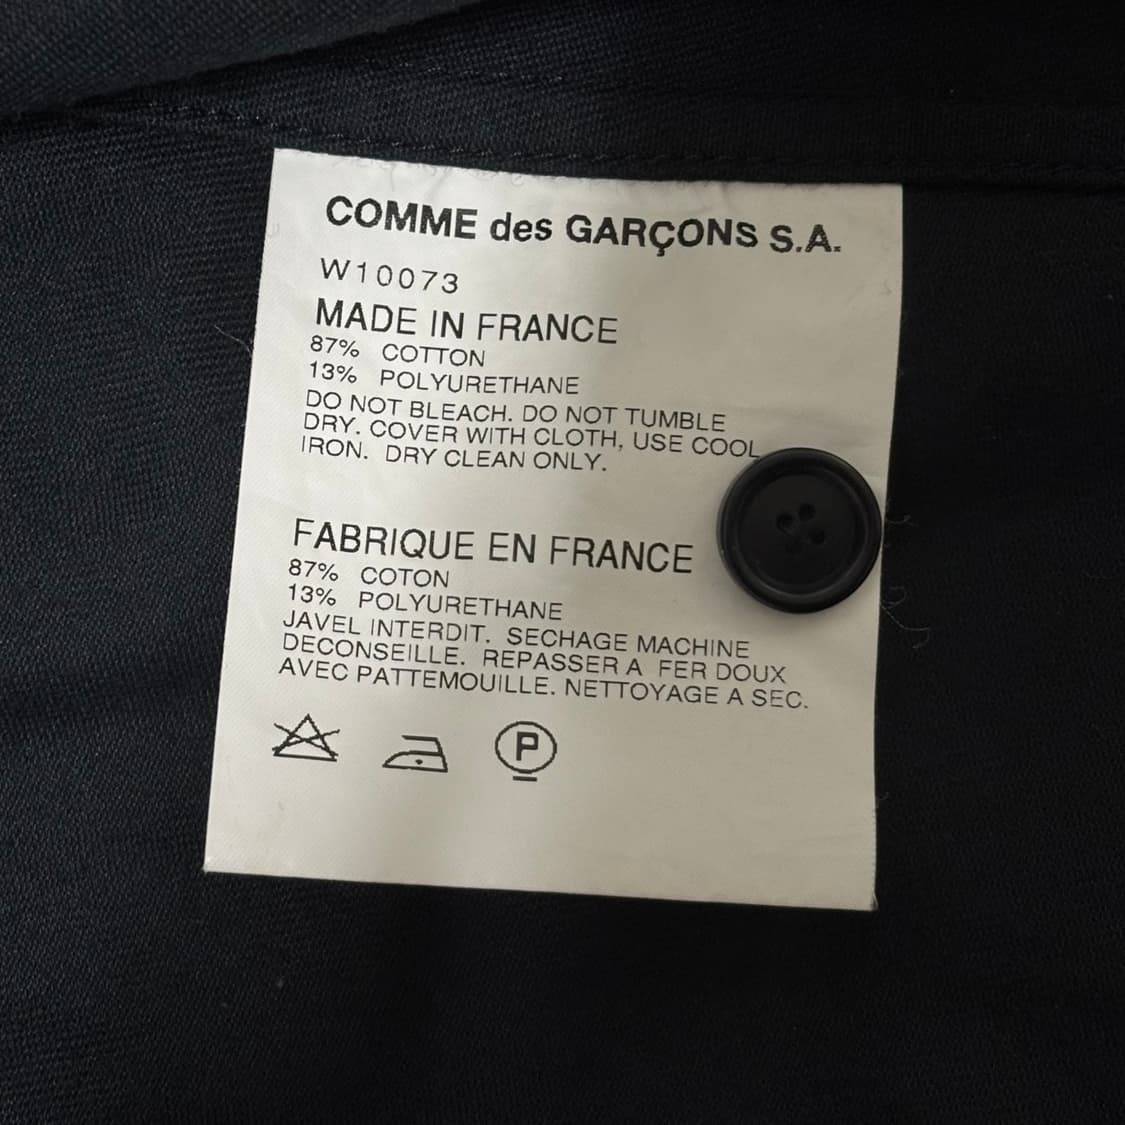 COMME des GARÇONS S.A.
W10073
MADE IN FRANCE
87% COTTON
13% POLYURETHANE
DO NOT BLEACH. DO NOT TUMBLE
DRY. COVER WITH CLOTH, USE COOL
IRON. DRY CLEAN ONLY.
FABRIQUE EN FRANCE
87% COTON
13% POLYURETHANE
JAVEL INTERDIT. SECHAGE MACHINE
DECONSEILLE. REPASSER A FER DOUX
AVEC PATTEMOUILLE. NETTOYAGE A SEC.
P